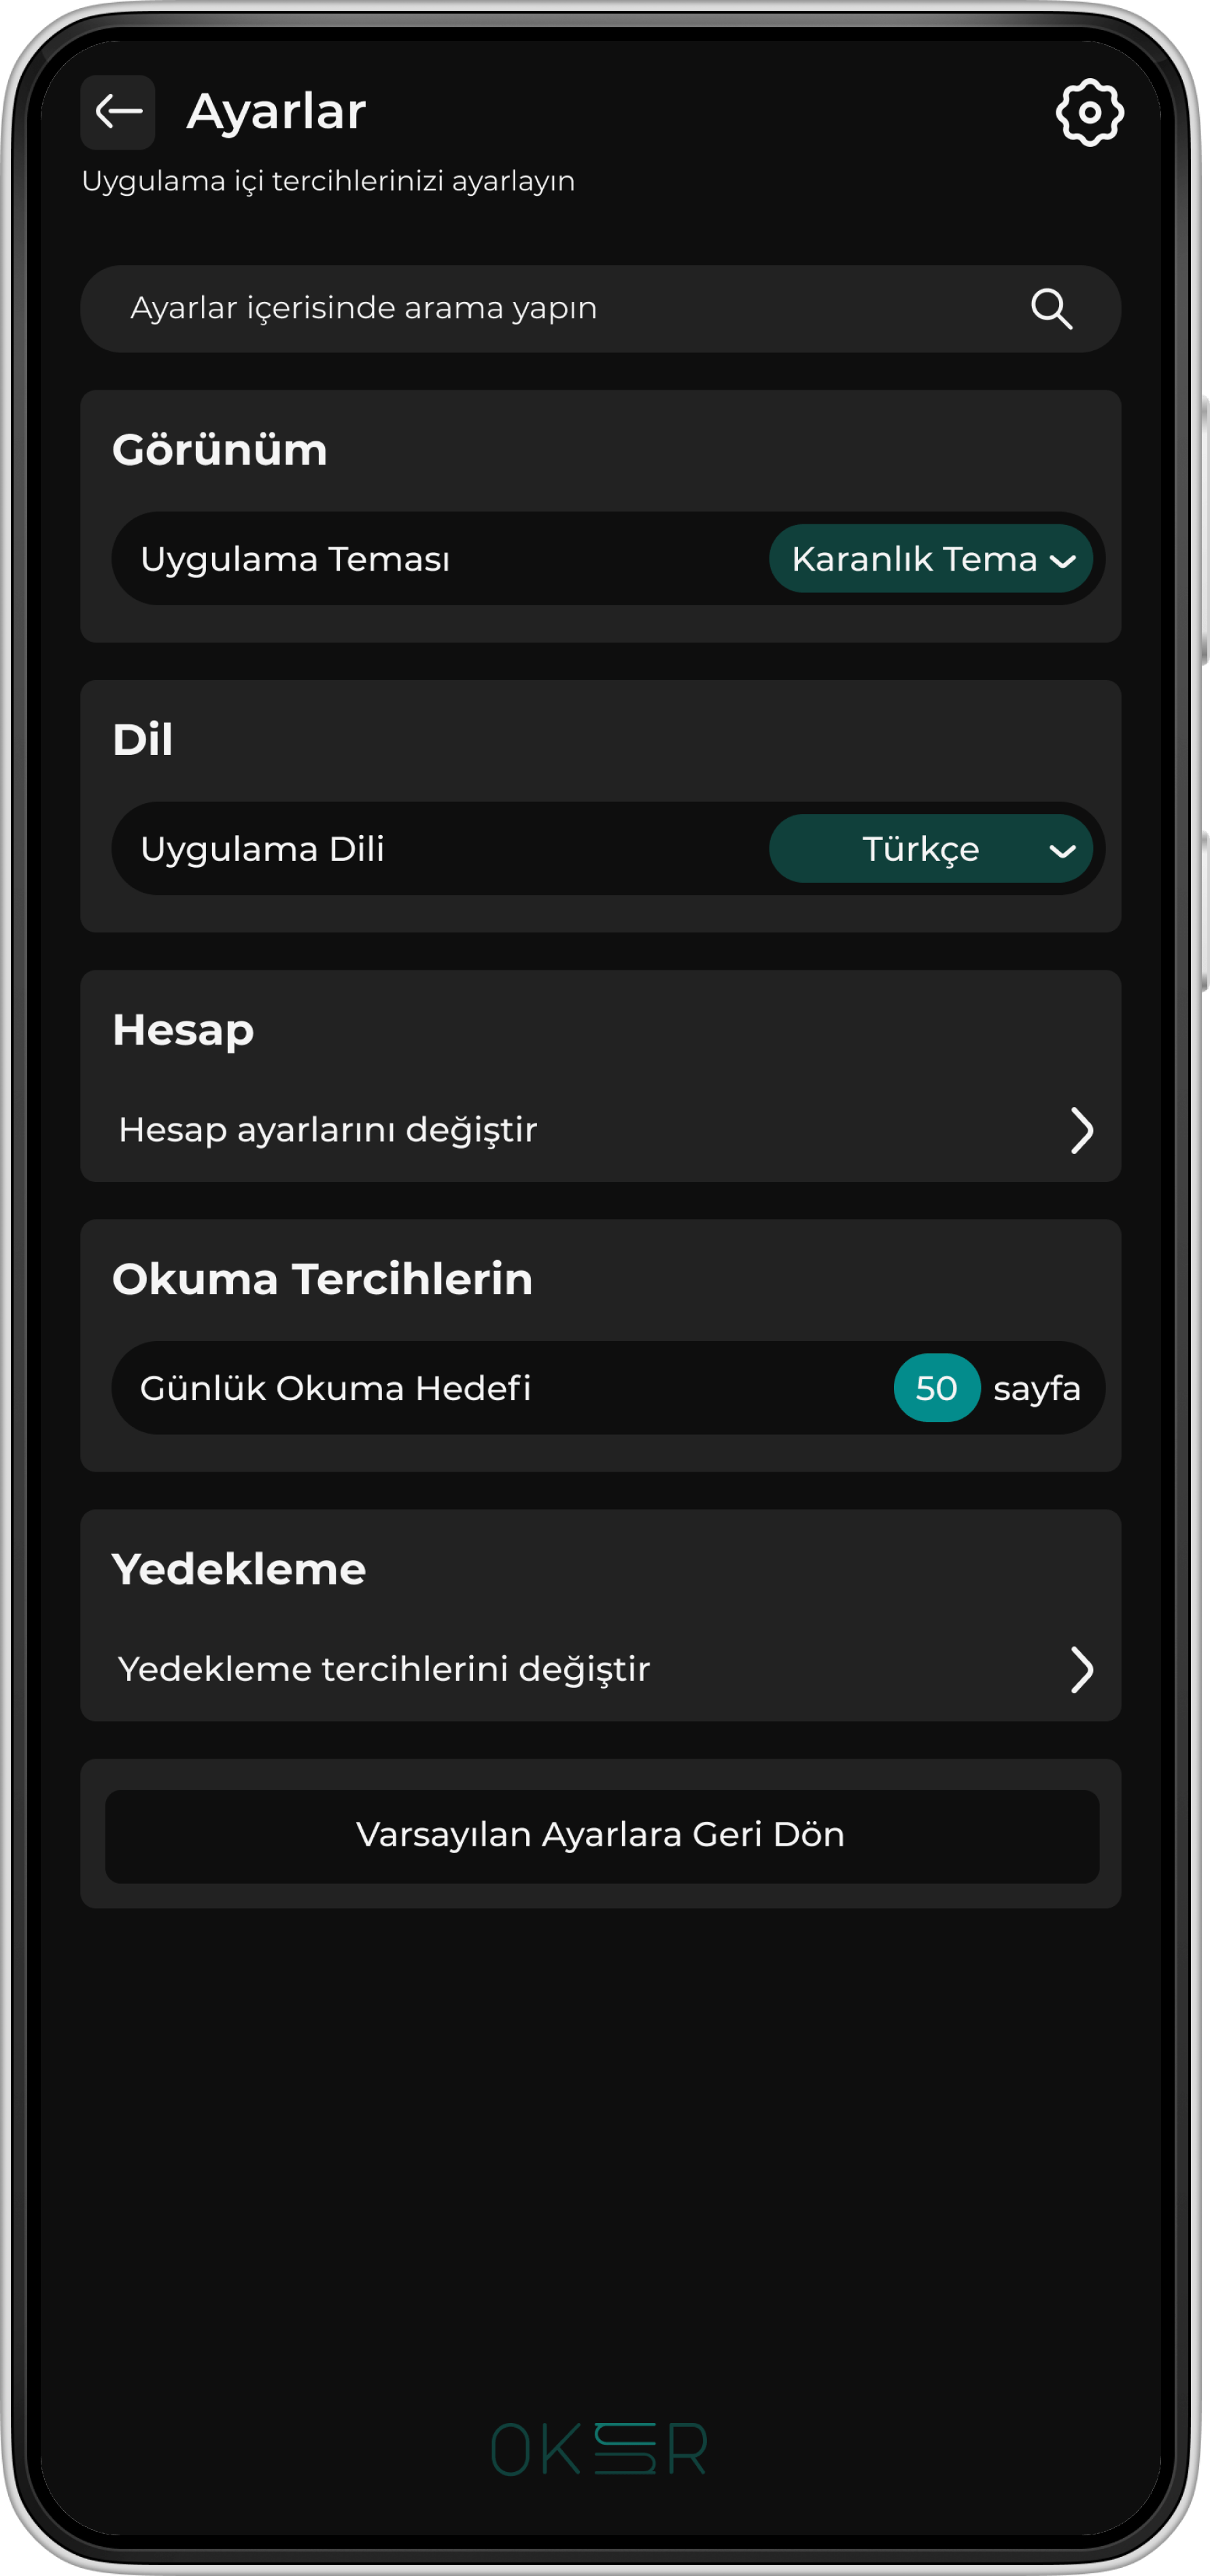 Ayarlar
Uygulama içi tercihlerinizi ayarlayın
Ayarlar içerisinde arama yapın
Görünüm
Uygulama Teması Karanlık Tema
Dil
Uygulama Dili Türkçe
Hesap
Hesap ayarlarını değiştir
Okuma Tercihlerin
Günlük Okuma Hedefi 50 sayfa
Yedekleme
Yedekleme tercihlerini değiştir
Varsayılan Ayarlara Geri Dön
OKER